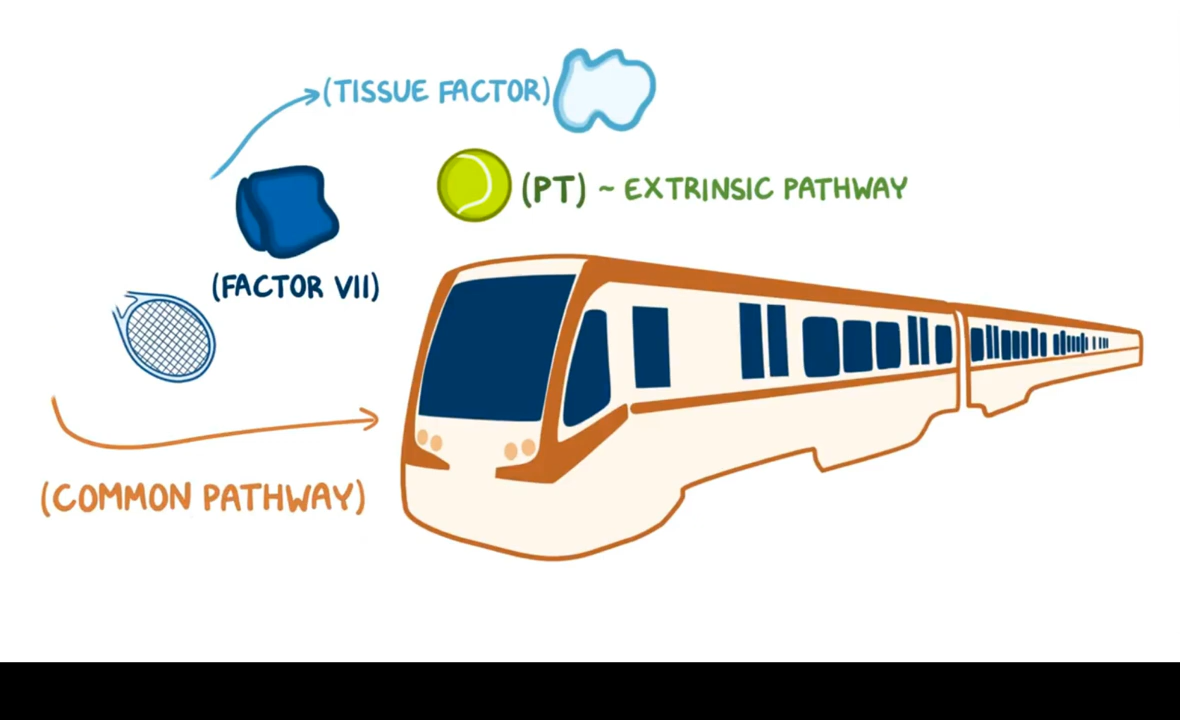 (TISSUE FACTOR)
(PT) ~ EXTRINSIC PATHWAY
(FACTOR VII)
(COMMON PATHWAY)